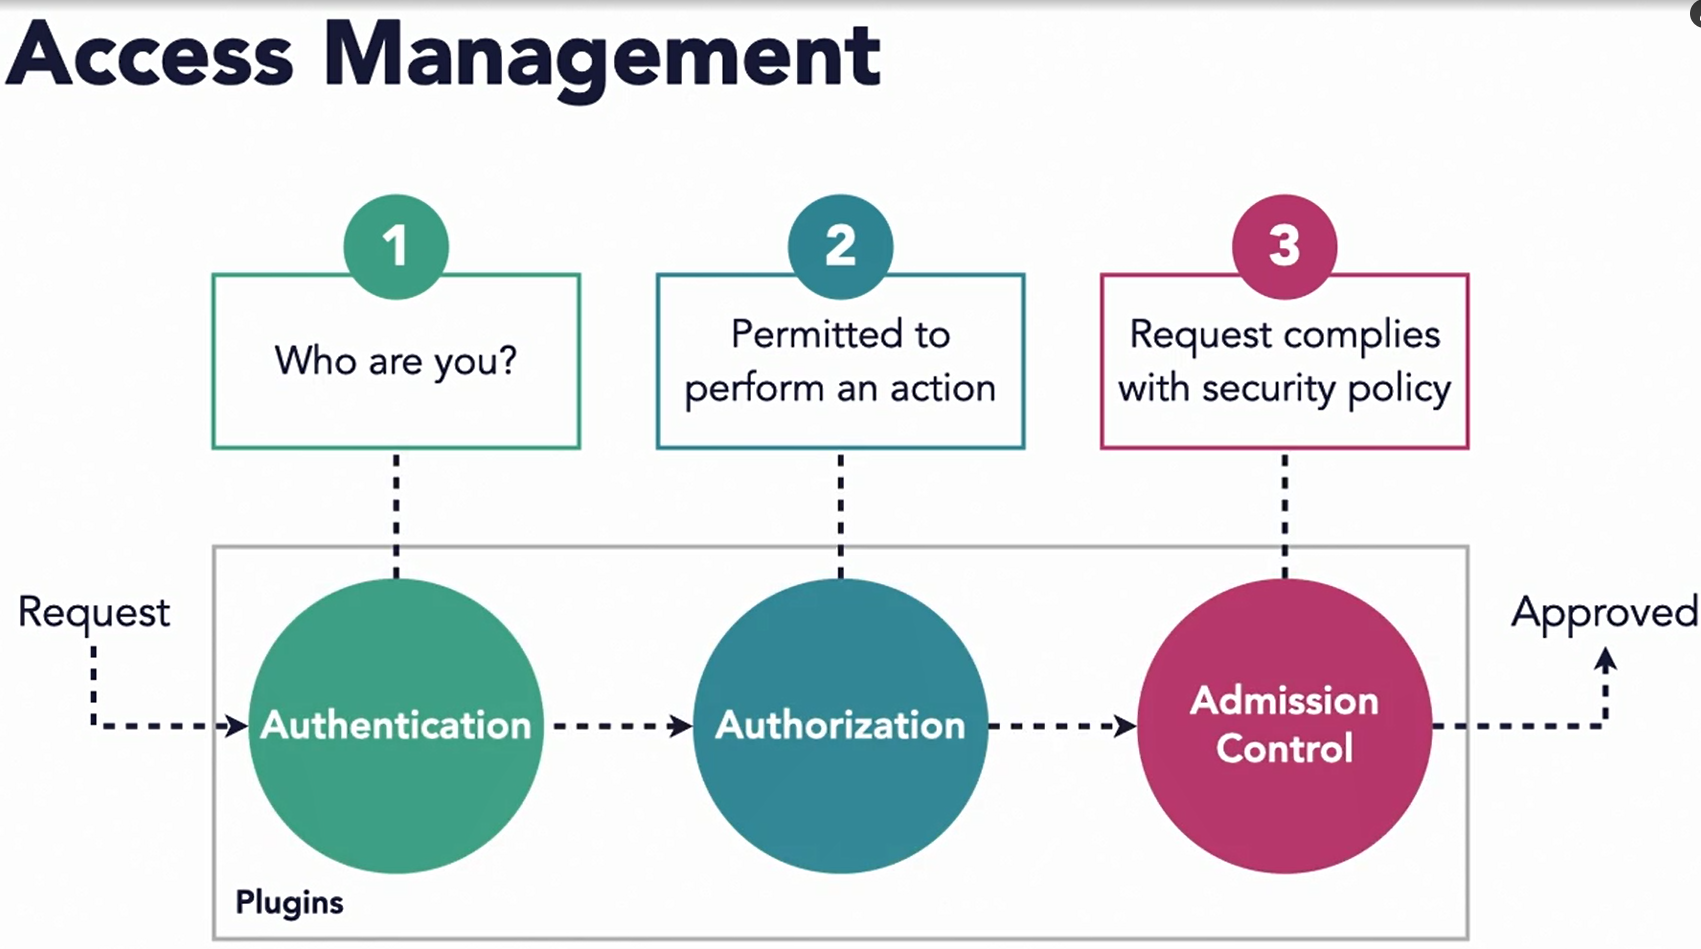 Access Management
1
2
3
Who are you?
Permitted to
perform an action
Request complies
with security policy
Request
Approved
Authentication
Authorization
Admission
Control
Plugins